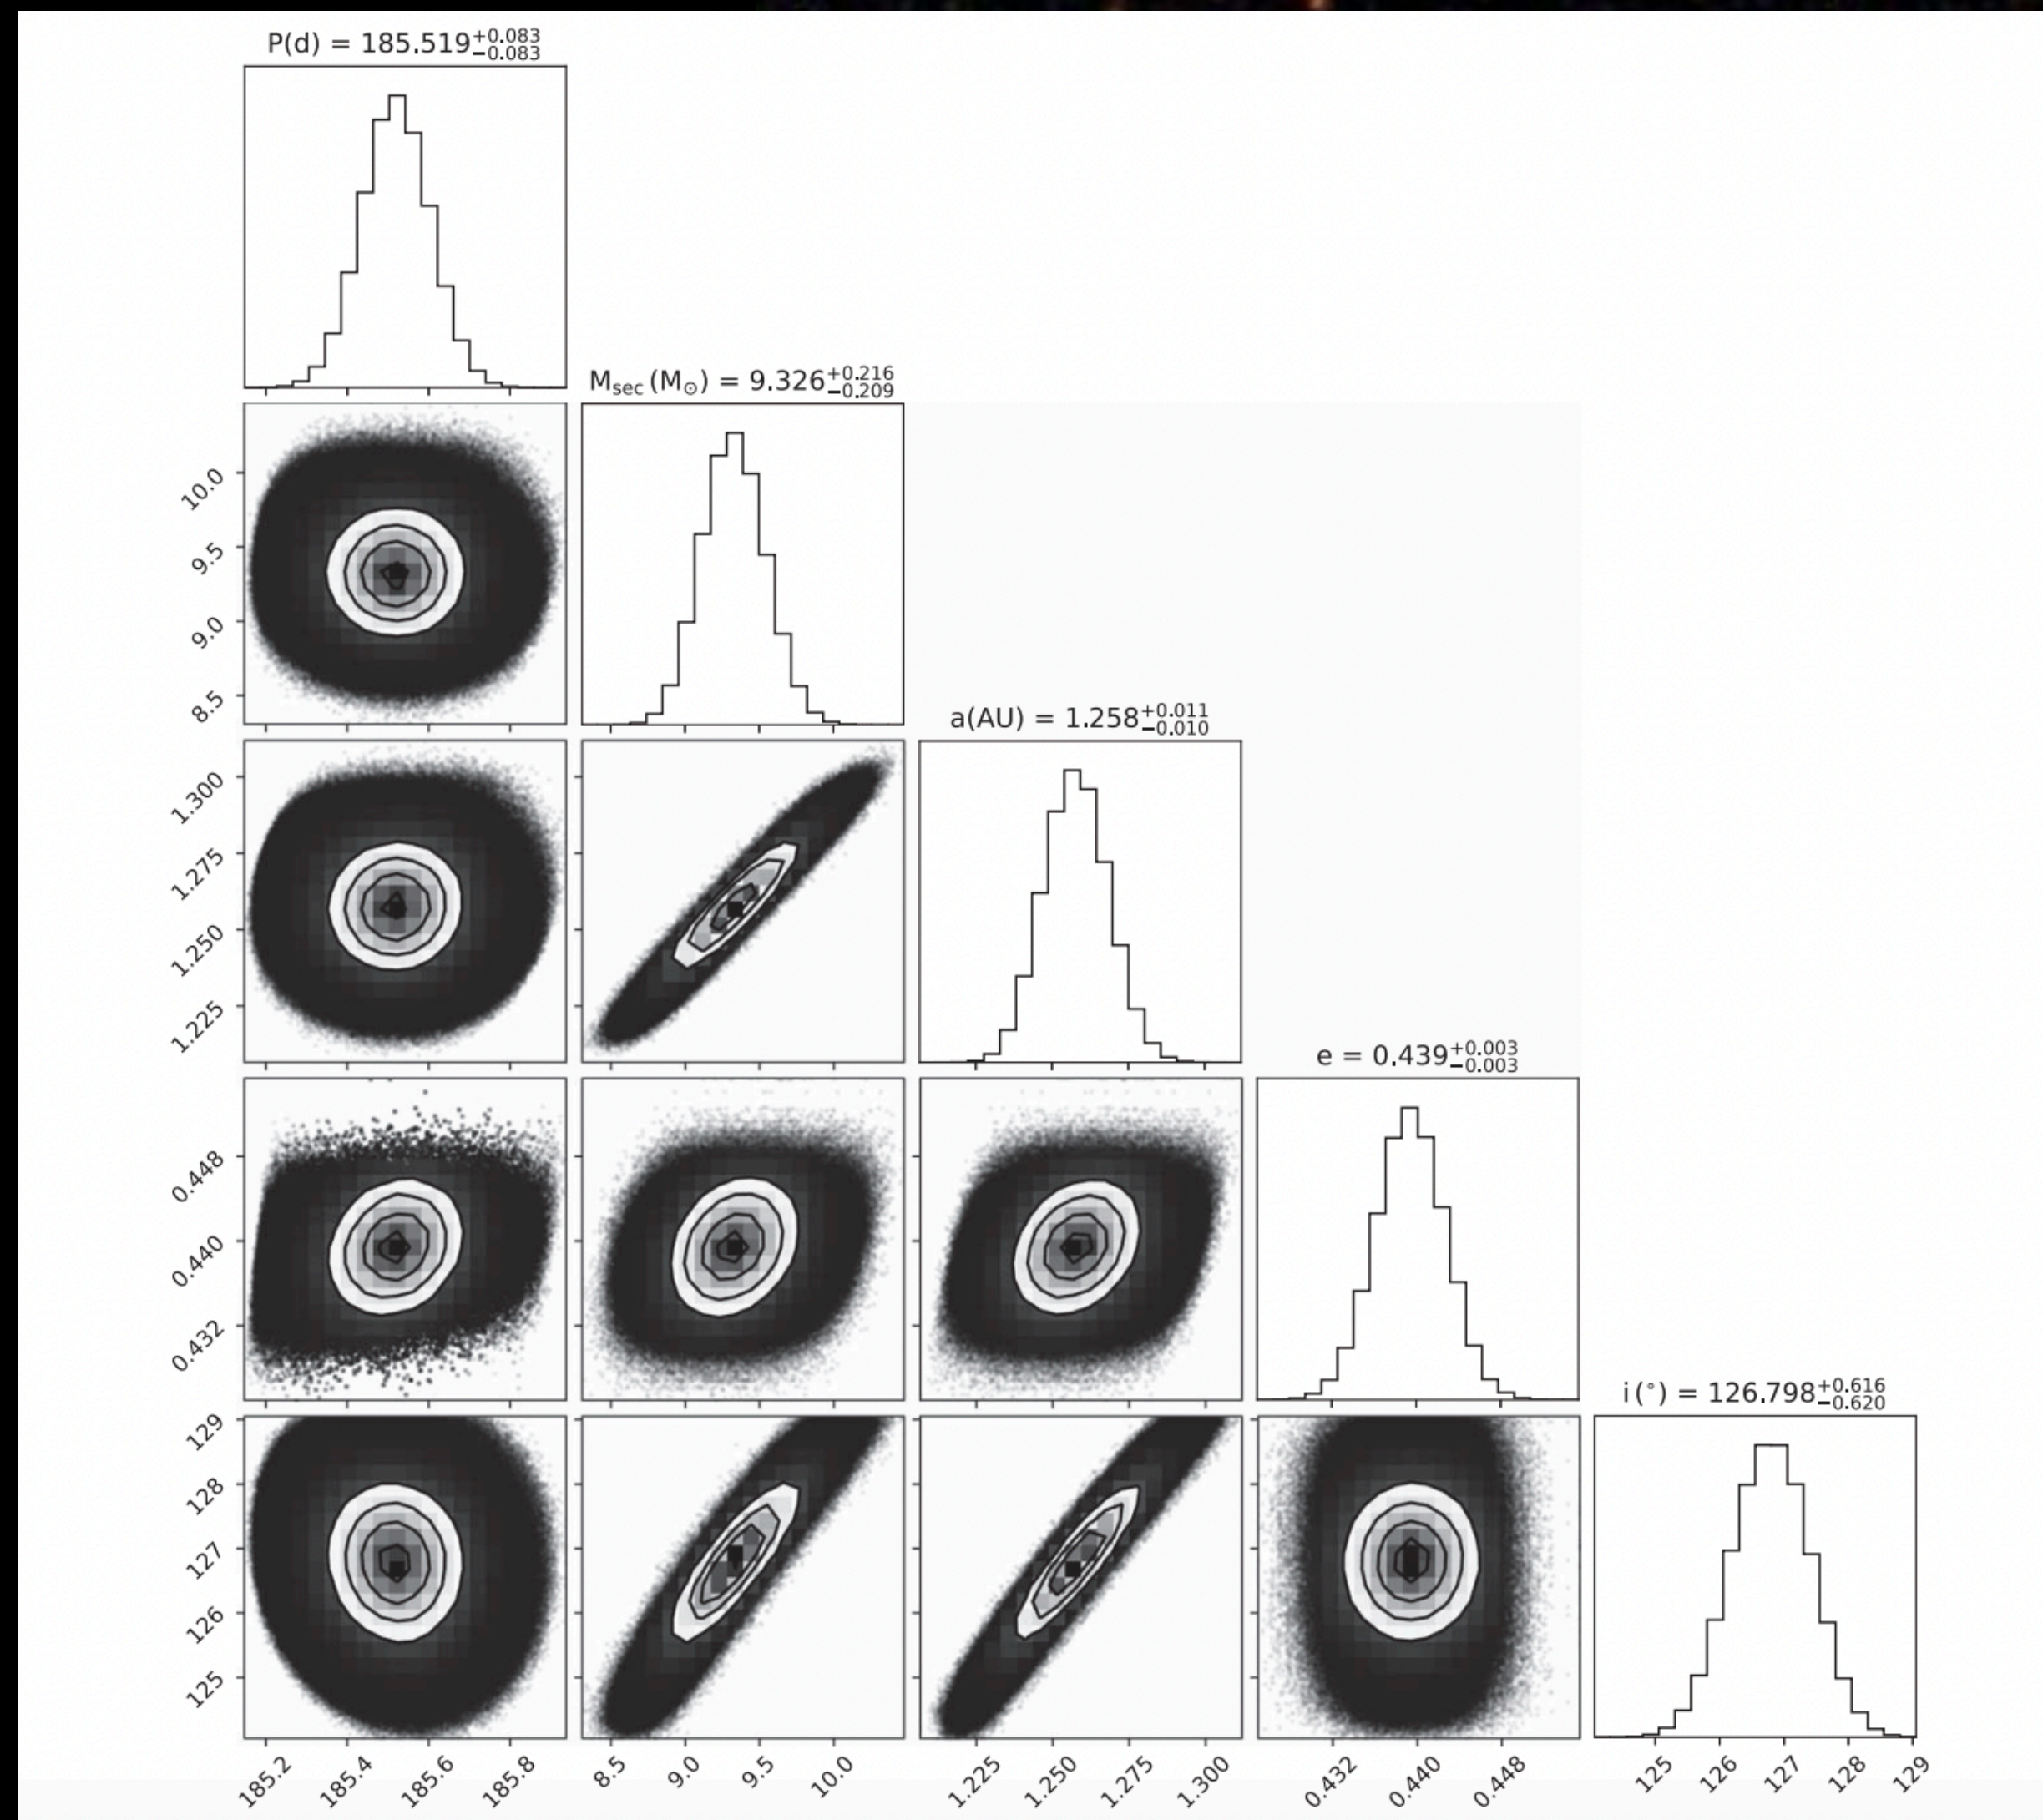 P(d) = 185.519+0.083−0.083
Msec (M⊙) = 9.326+0.216−0.209
10.0
9.5
9.0
8.5
a(AU) = 1.258+0.011−0.010
1.300
1.275
1.250
1.225
e = 0.439+0.003−0.003
0.448
0.440
0.432
i (°) = 126.798+0.616−0.620
129
128
127
126
125
185.2 185.4 185.6 185.8 8.5 9.0 9.5 10.0 1.225 1.250 1.275 1.300 0.432 0.440 0.448 125 126 127 128 129